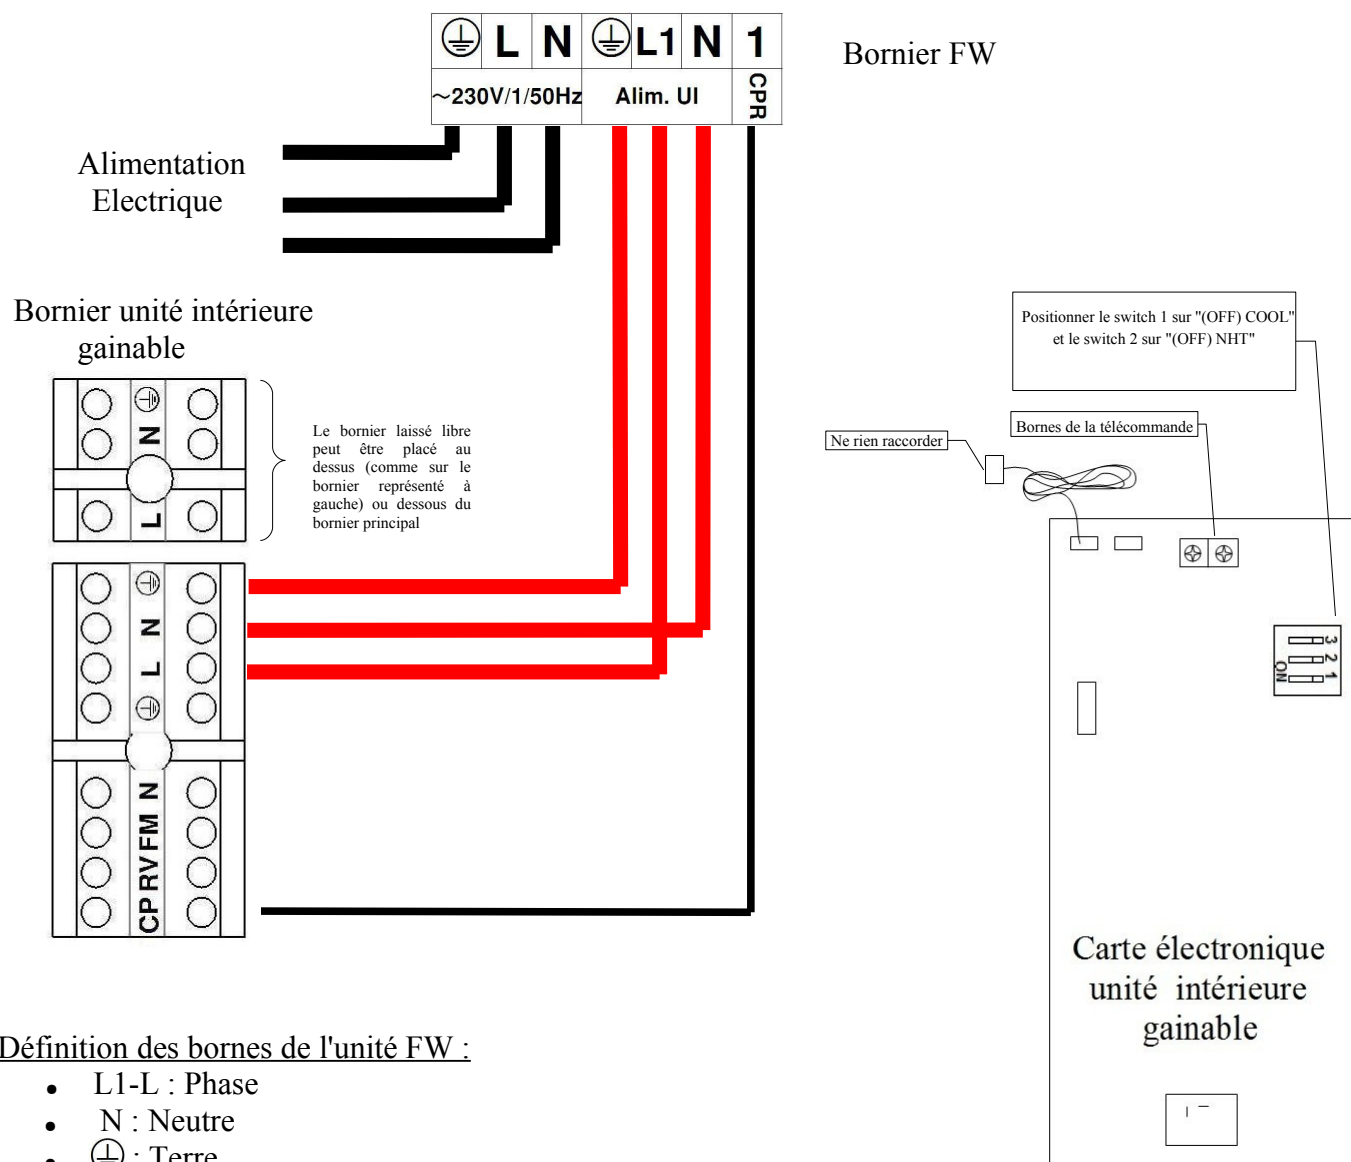 L N L1 N 1
~230V/1/50Hz Alim. UI CPR
Bornier FW
Alimentation
Electrique
Bornier unité intérieure
gainable
N
L
Le bornier laissé libre
peut être placé au
dessus (comme sur le
bornier représenté à
gauche) ou dessous du
bornier principal
N
L
N
FM
RV
CP
Positionner le switch 1 sur "(OFF) COOL"
et le switch 2 sur "(OFF) NHT"
Bornes de la télécommande
Ne rien raccorder
3
2
1
ON
Carte électronique
unité intérieure
gainable
Définition des bornes de l'unité FW :
• L1-L : Phase
• N : Neutre
• : Terre